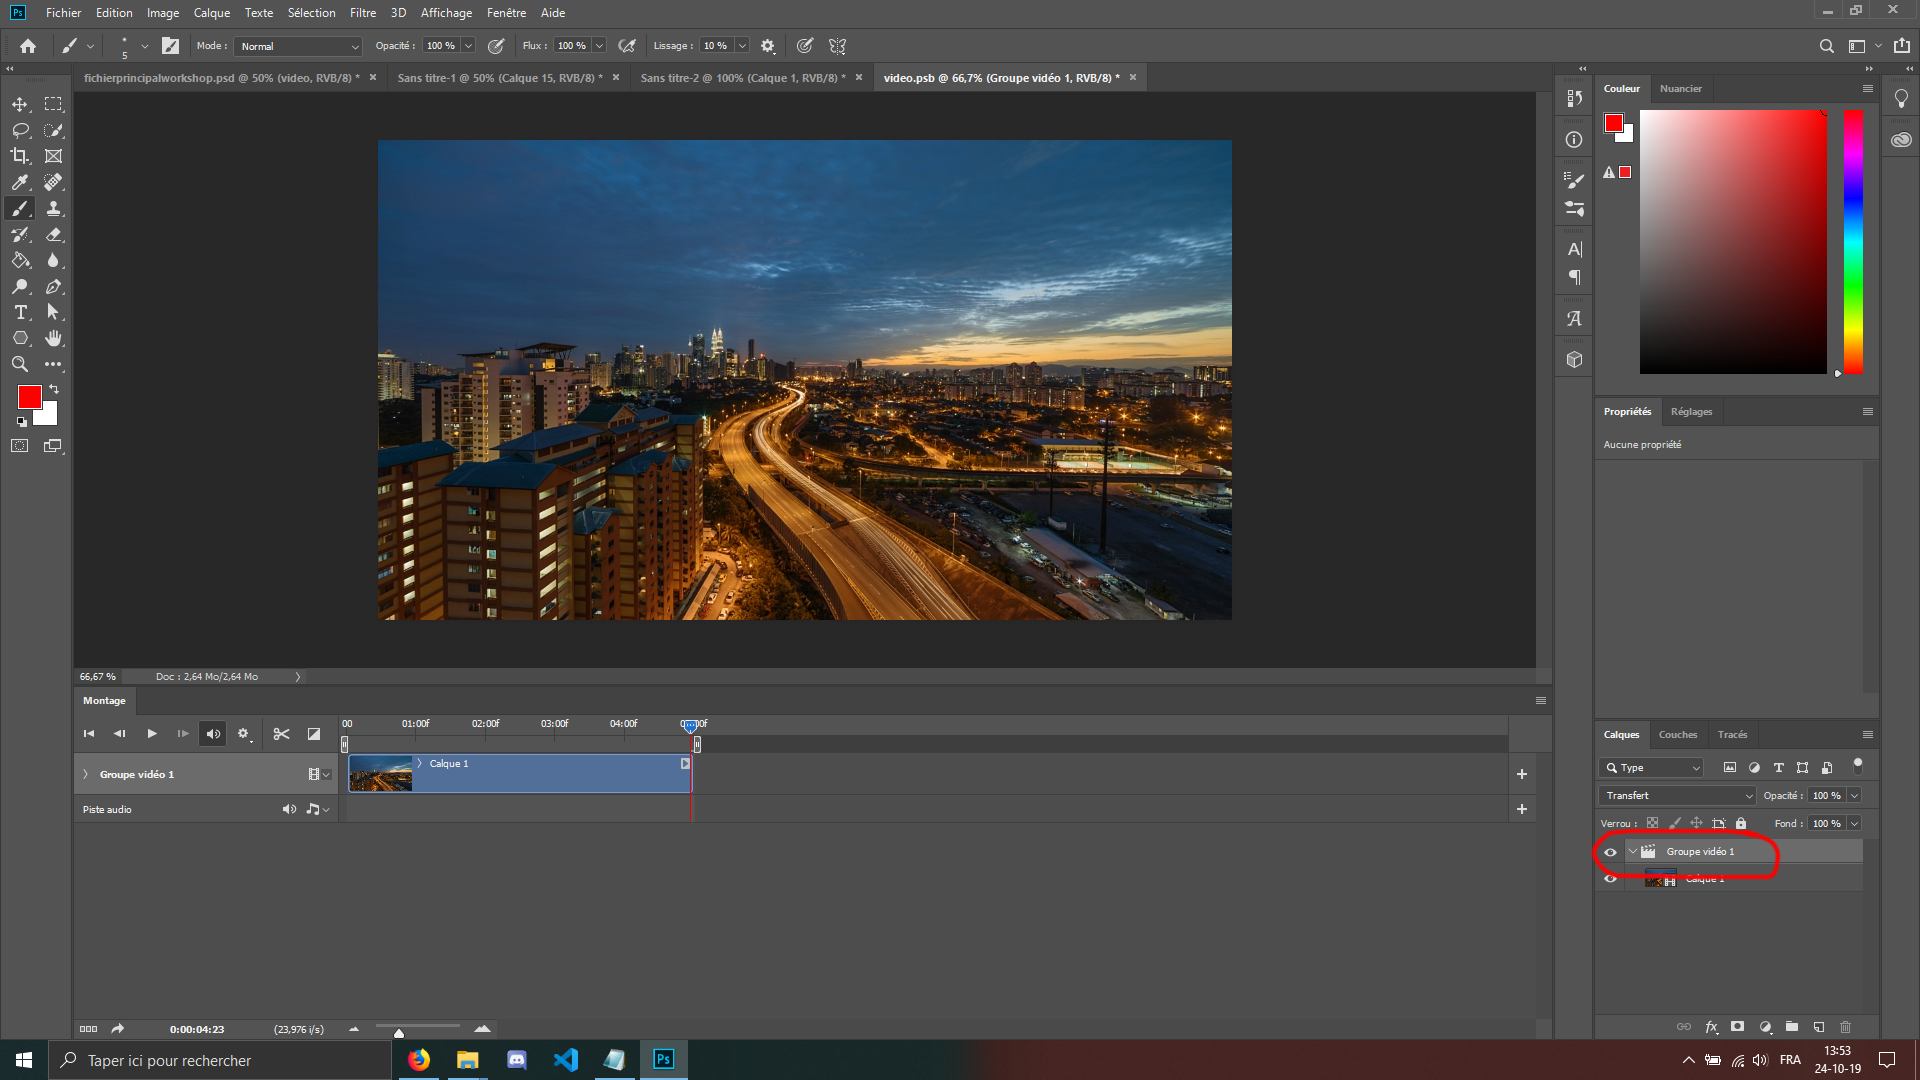 Ps Fichier Edition Image Calque Texte Sélection Filtre 3D Affichage Fenêtre Aide
5 Mode : Normal Opacité : 100 % Flux : 100 % Lissage : 10 %
fichierprincipalworkshop.psd @ 50% (video, RVB/8) * Sans titre-1 @ 50% (Calque 15, RVB/8) * Sans titre-2 @ 100% (Calque 1, RVB/8) * video.psb @ 66,7% (Groupe vidéo 1, RVB/8) *
Couleur Nuancier
Propriétés Réglages
Aucune propriété
66,67 % Doc : 2,64 Mo/2,64 Mo
Montage
00 01:00f 02:00f 03:00f 04:00f
Groupe vidéo 1 Calque 1
Piste audio
Calques Couches Tracés
Type
Transfert Opacité : 100 %
Verrou : Fond : 100 %
Groupe vidéo 1
Calque 1
0:00:04:23 (23,976 i/s)
Taper ici pour rechercher
Ps
FRA
13:53
24-10-19